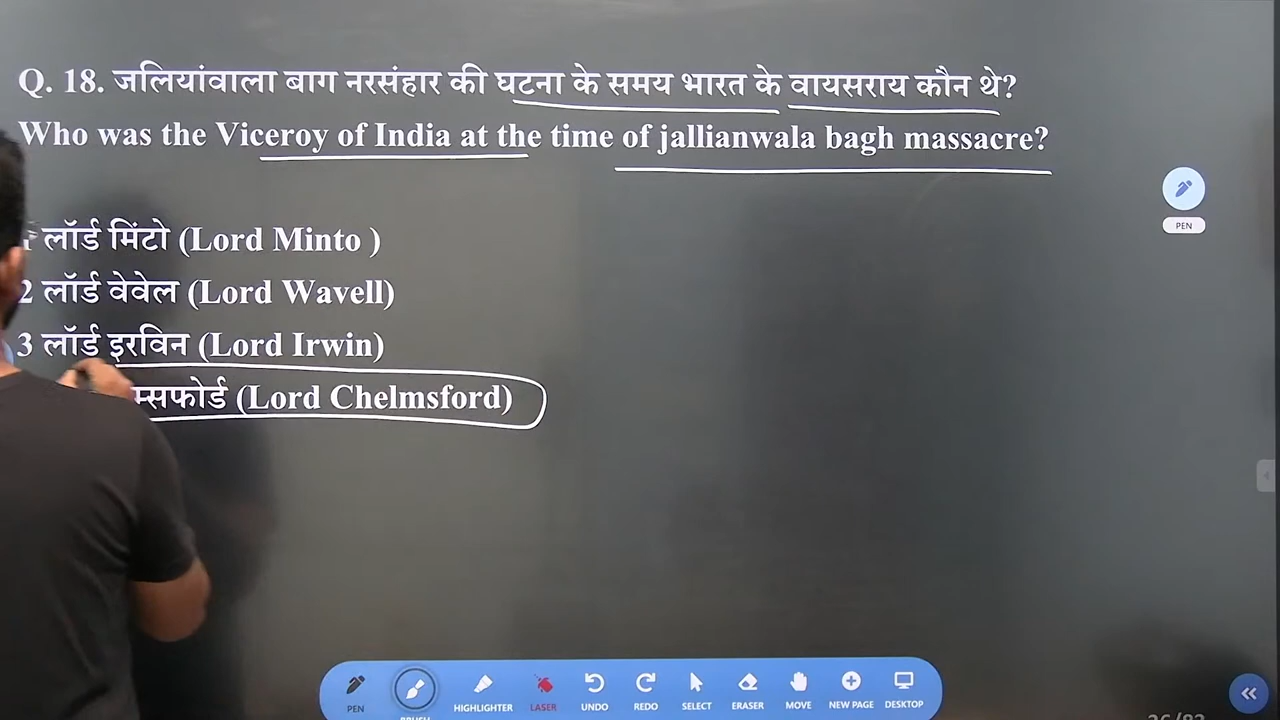 Q. 18. जलियांवाला बाग नरसंहार की घटना के समय भारत के वायसराय कौन थे?
Who was the Viceroy of India at the time of jallianwala bagh massacre?
लॉर्ड मिंटो (Lord Minto )
2 लॉर्ड वेवेल (Lord Wavell)
3 लॉर्ड इरविन (Lord Irwin)
(Lord Chelmsford)
PEN
PEN
HIGHLIGHTER
LASER
UNDO
REDO
SELECT
ERASER
MOVE
NEW PAGE
DESKTOP